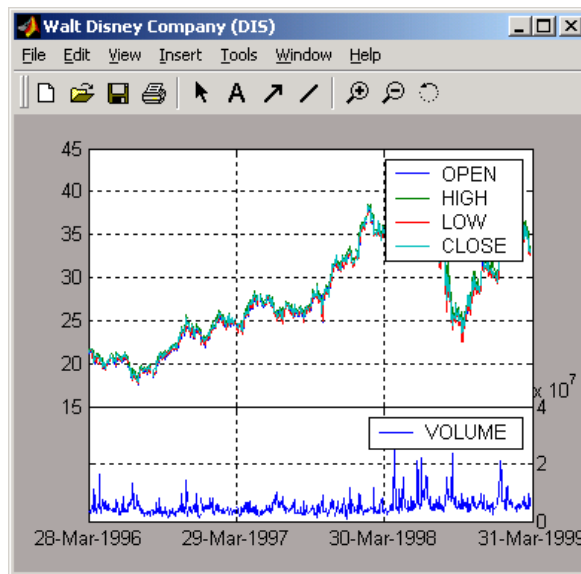 Walt Disney Company (DIS)
File Edit View Insert Tools Window Help
A
45
40
35
30
25
20
15
OPEN
HIGH
LOW
CLOSE
x 10^7
4
2
0
VOLUME
28-Mar-1996 29-Mar-1997 30-Mar-1998 31-Mar-1999